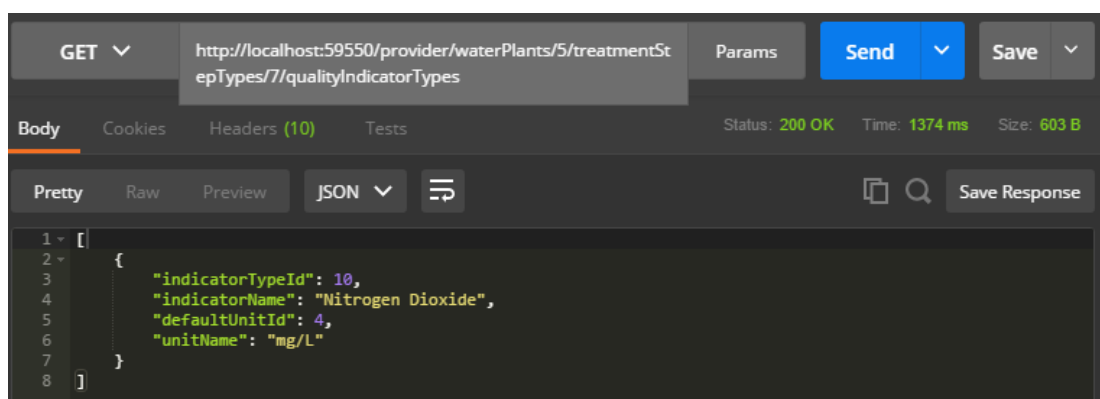 GET http://localhost:59550/provider/waterPlants/5/treatmentSt Params Send Save
epTypes/7/qualityIndicatorTypes
Body Cookies Headers (10) Tests Status: 200 OK Time: 1374 ms Size: 603 B
Pretty Raw Preview JSON Save Response
1 [
2 {
3 "indicatorTypeId": 10,
4 "indicatorName": "Nitrogen Dioxide",
5 "defaultUnitId": 4,
6 "unitName": "mg/L"
7 }
8 ]